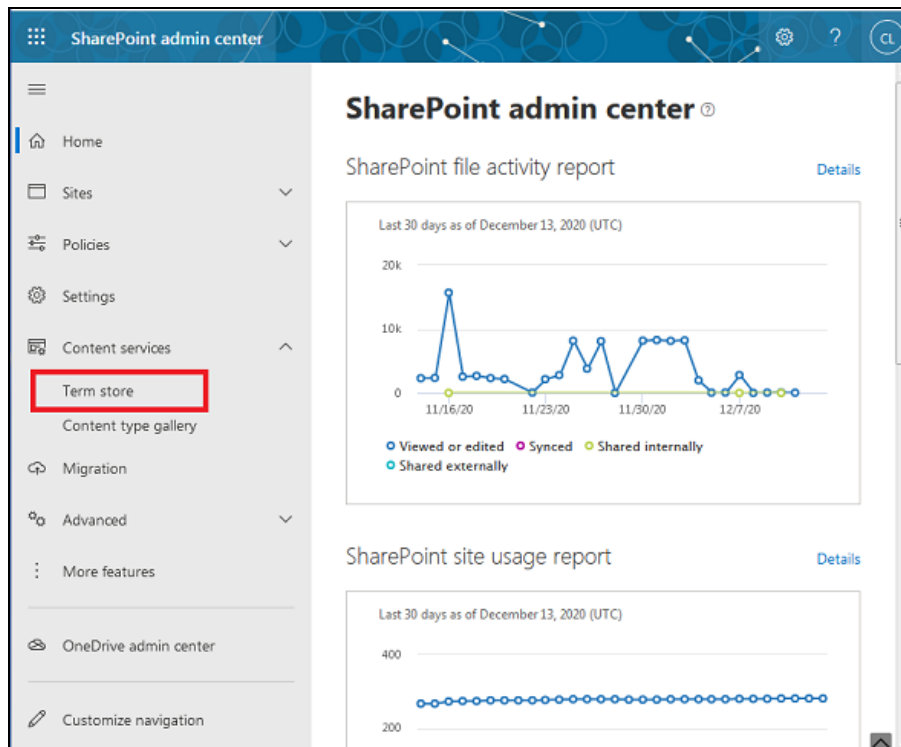 SharePoint admin center
?
CL
Home
Sites
Policies
Settings
Content services
Term store
Content type gallery
Migration
Advanced
More features
OneDrive admin center
Customize navigation
SharePoint admin center ?
SharePoint file activity report Details
Last 30 days as of December 13, 2020 (UTC)
20k
10k
0
11/16/20 11/23/20 11/30/20 12/7/20
Viewed or edited Synced Shared internally
Shared externally
SharePoint site usage report Details
Last 30 days as of December 13, 2020 (UTC)
400
200